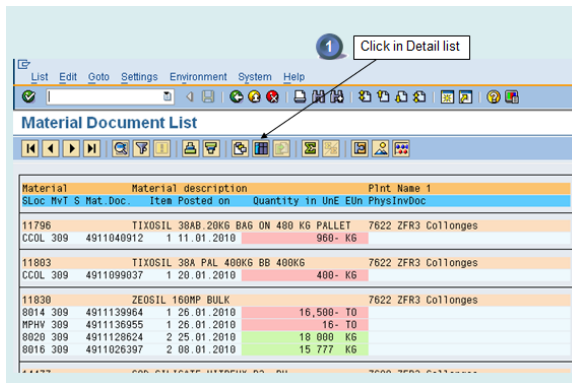 1 Click in Detail list
List Edit Goto Settings Environment System Help
Material Document List
Material Material description Plnt Name 1
SLoc MvT S Mat.Doc. Item Posted on Quantity in UnE EUn PhysInvDoc
11796 TIXOSIL 38AB.20KG BAG ON 480 KG PALLET 7622 ZFR3 Collonges
CCOL 309 4911040912 1 11.01.2010 960- KG
11803 TIXOSIL 38A PAL 400KG BB 400KG 7622 ZFR3 Collonges
CCOL 309 4911099037 1 20.01.2010 400- KG
11830 ZEOSIL 160MP BULK 7622 ZFR3 Collonges
8014 309 4911139964 1 26.01.2010 16,500- TO
MPHV 309 4911136955 1 26.01.2010 16- TO
8020 309 4911128624 2 25.01.2010 18 000 KG
8016 309 4911026397 2 08.01.2010 15 777 KG